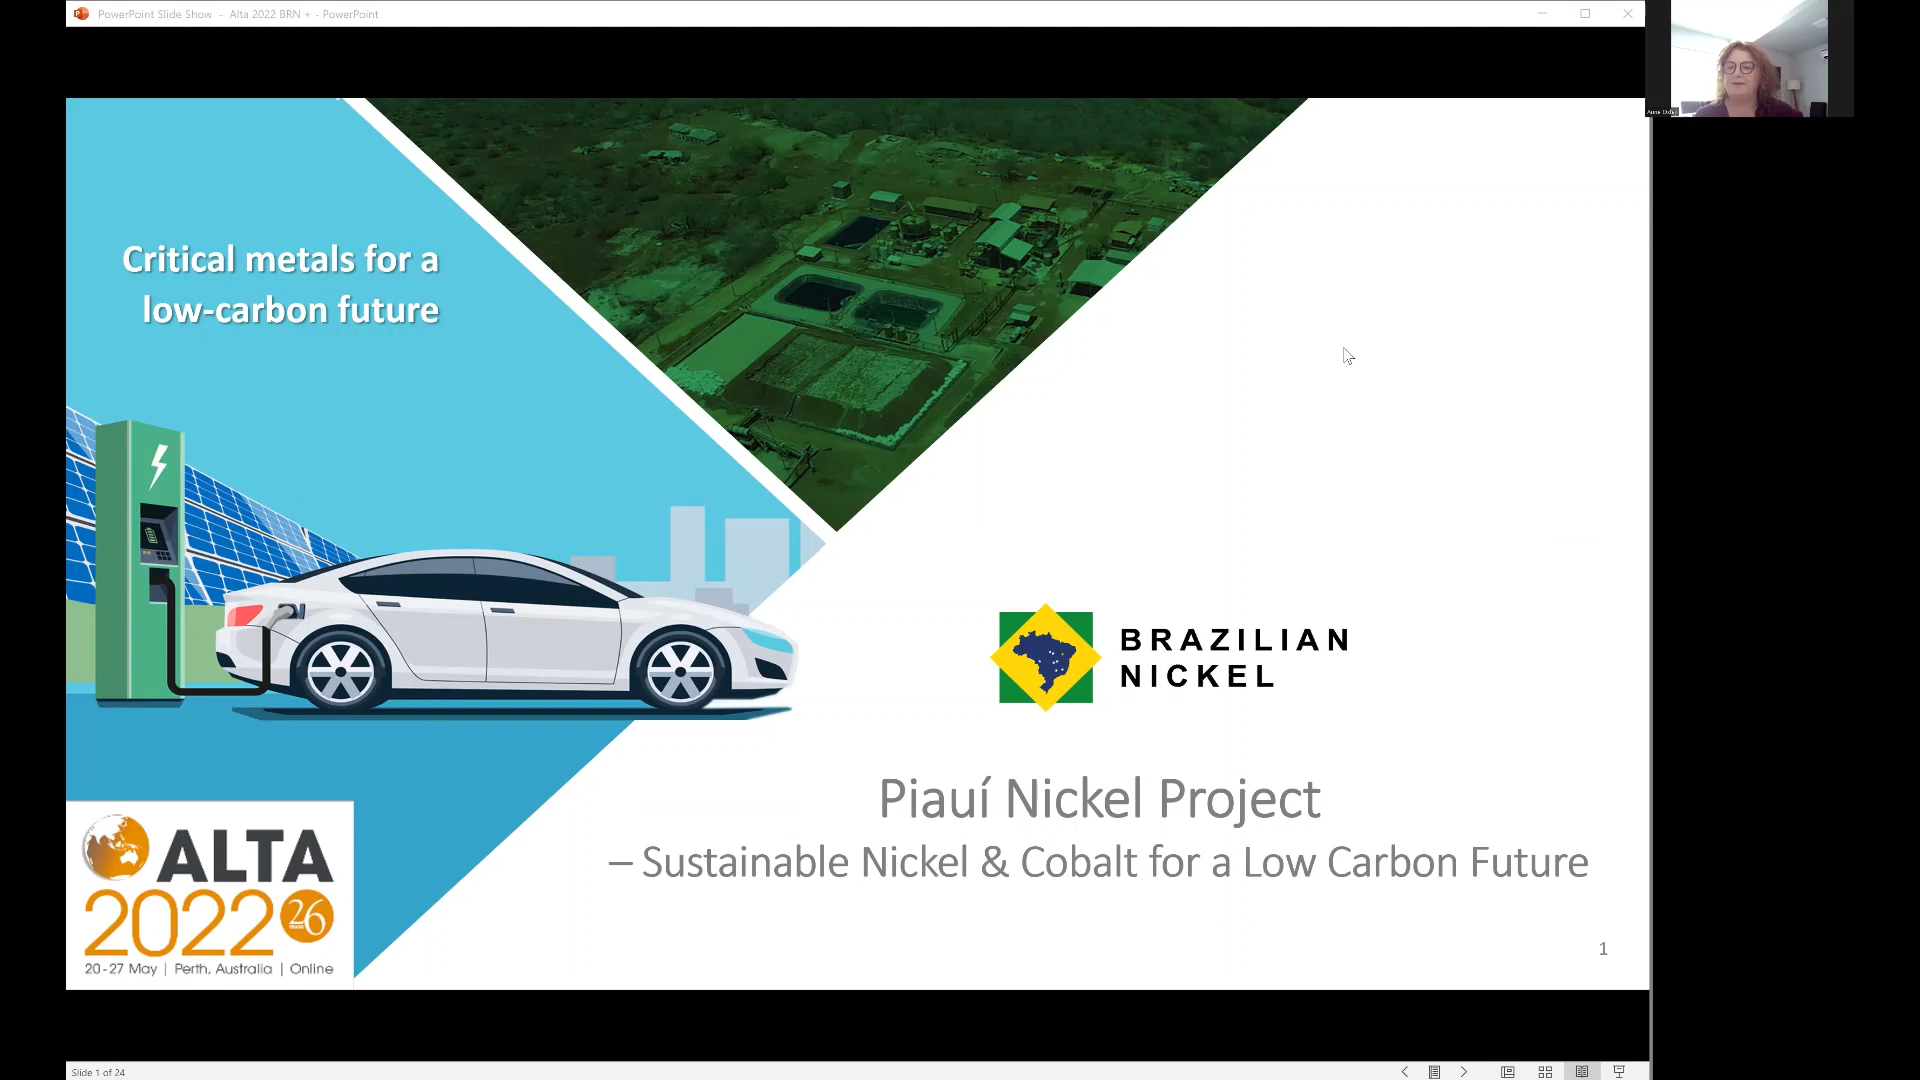 PowerPoint Slide Show - Alta 2022 BRN + - PowerPoint
Critical metals for a
low-carbon future
BRAZILIAN
NICKEL
Piauí Nickel Project
– Sustainable Nickel & Cobalt for a Low Carbon Future
ALTA
2022
26
YEARS
20-27 May | Perth, Australia | Online
1
Slide 1 of 24